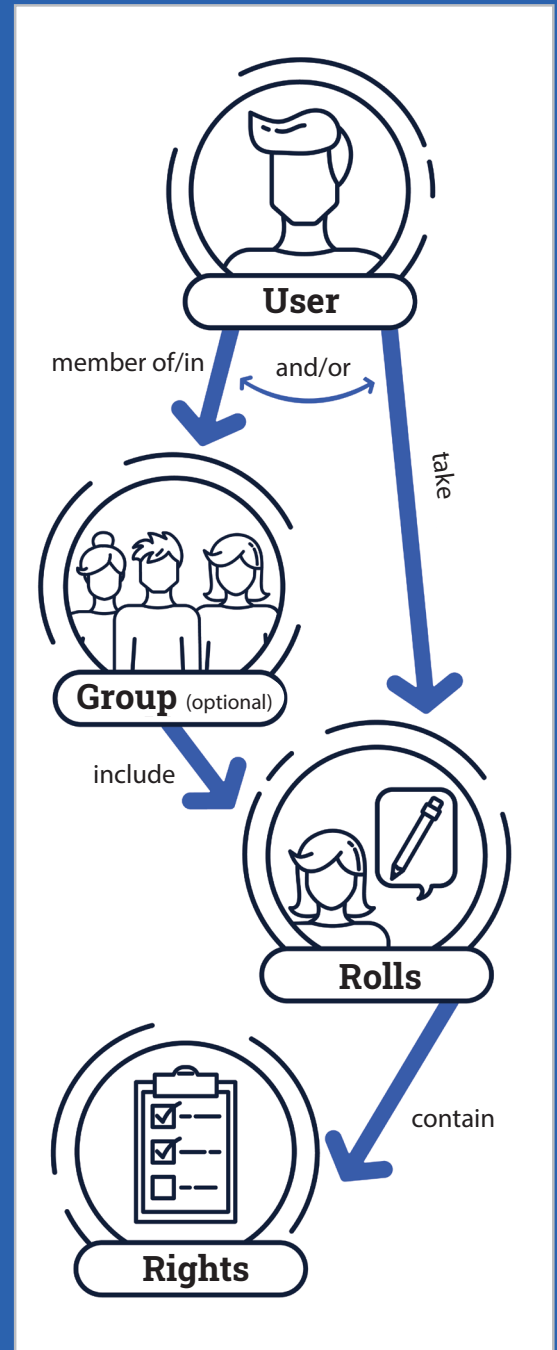 User
member of/in
and/or
take
Group (optional)
include
Rolls
contain
Rights